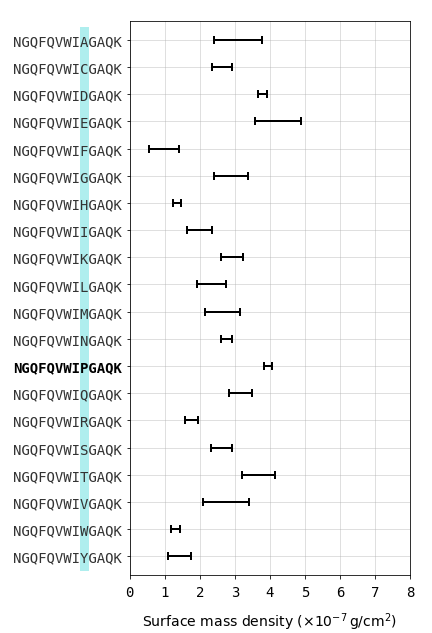 NGQFQVWIAGAQK
NGQFQVWICGAQK
NGQFQVWIDGAQK
NGQFQVWIEGAQK
NGQFQVWIFGAQK
NGQFQVWIGGAQK
NGQFQVWIHGAQK
NGQFQVWIIGAQK
NGQFQVWIKGAQK
NGQFQVWILGAQK
NGQFQVWIMGAQK
NGQFQVWINGAQK
NGQFQVWIPGAQK
NGQFQVWIQGAQK
NGQFQVWIRGAQK
NGQFQVWISGAQK
NGQFQVWITGAQK
NGQFQVWIVGAQK
NGQFQVWIWGAQK
NGQFQVWIYGAQK
0 1 2 3 4 5 6 7 8
Surface mass density (×10⁻⁷ g/cm²)